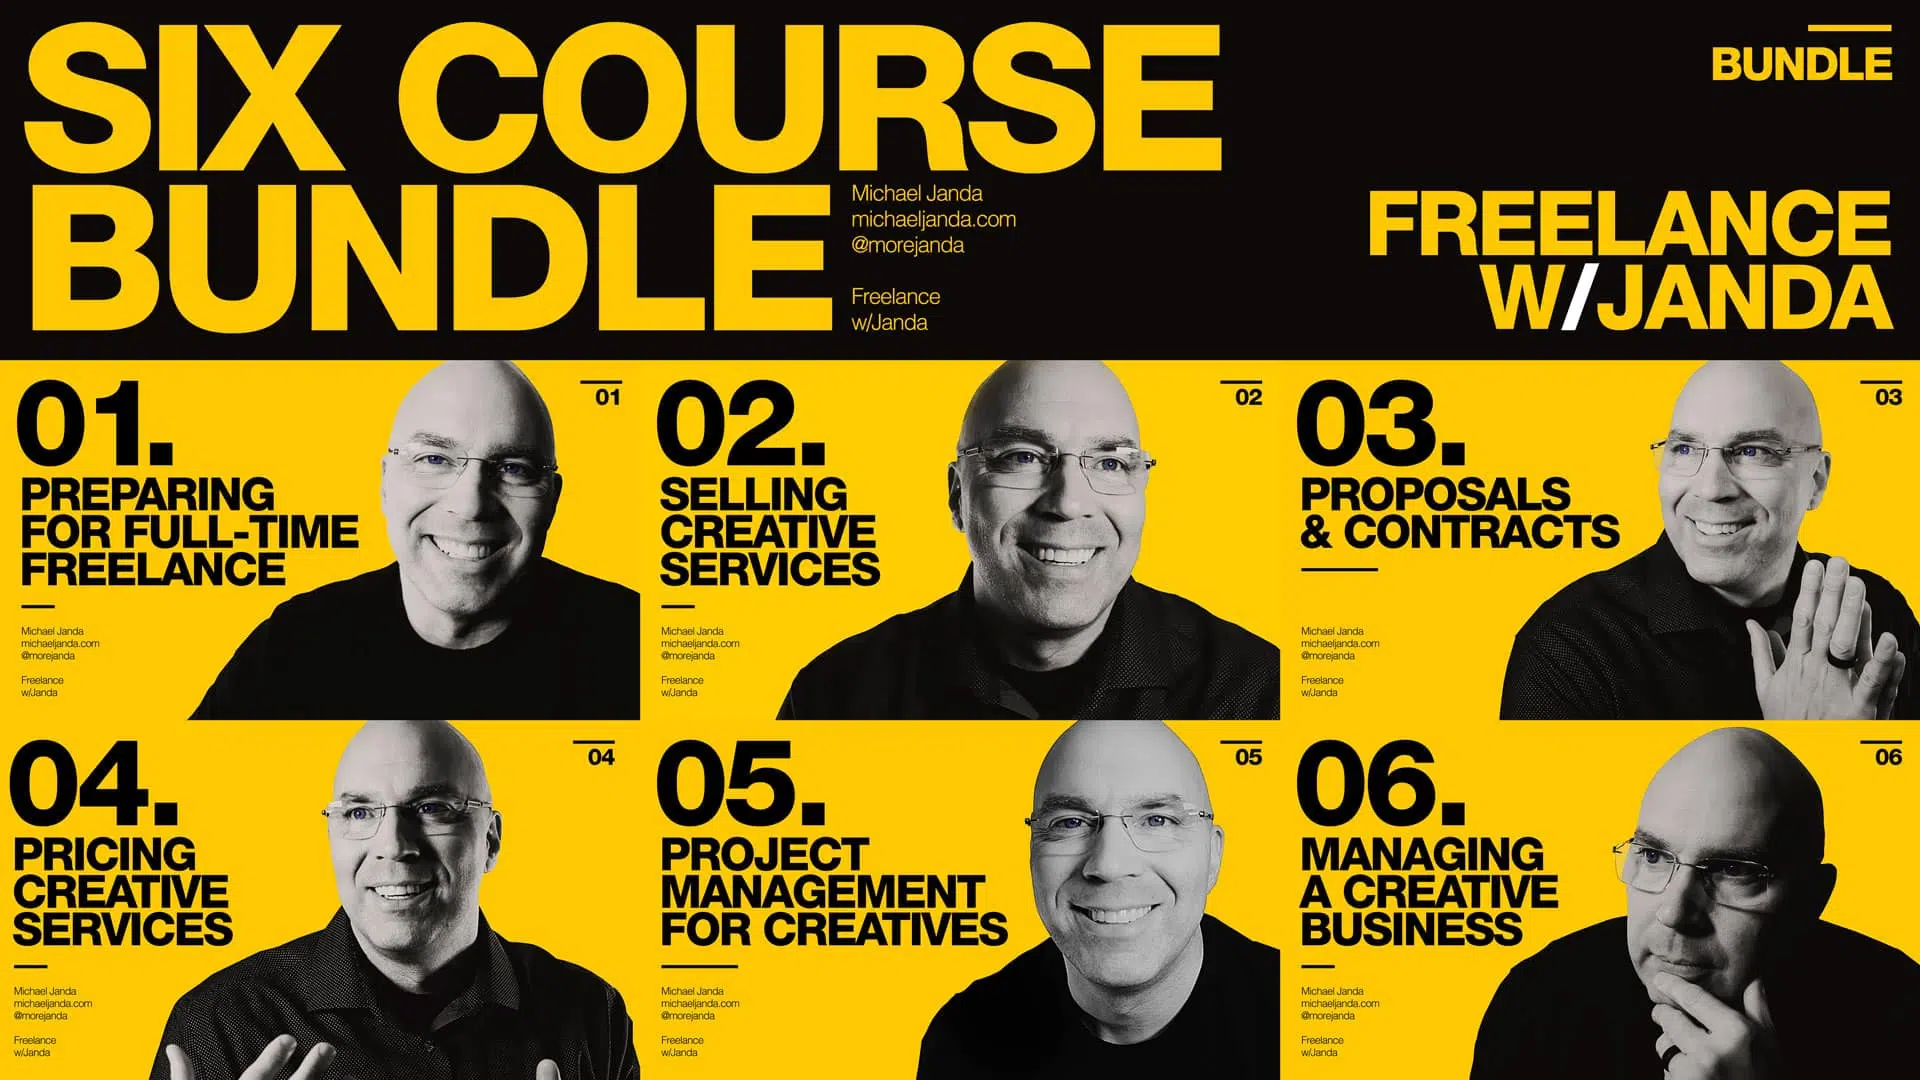 SIX COURSE
BUNDLE
Michael Janda
michaeljanda.com
@morejanda
Freelance
w/Janda
BUNDLE
FREELANCE
W/JANDA
01.
PREPARING
FOR FULL-TIME
FREELANCE
Michael Janda
michaeljanda.com
@morejanda
Freelance
w/Janda
01
02.
SELLING
CREATIVE
SERVICES
Michael Janda
michaeljanda.com
@morejanda
Freelance
w/Janda
02
03.
PROPOSALS
& CONTRACTS
Michael Janda
michaeljanda.com
@morejanda
Freelance
w/Janda
03
04.
PRICING
CREATIVE
SERVICES
Michael Janda
michaeljanda.com
@morejanda
Freelance
w/Janda
04
05.
PROJECT
MANAGEMENT
FOR CREATIVES
Michael Janda
michaeljanda.com
@morejanda
Freelance
w/Janda
05
06.
MANAGING
A CREATIVE
BUSINESS
Michael Janda
michaeljanda.com
@morejanda
Freelance
w/Janda
06